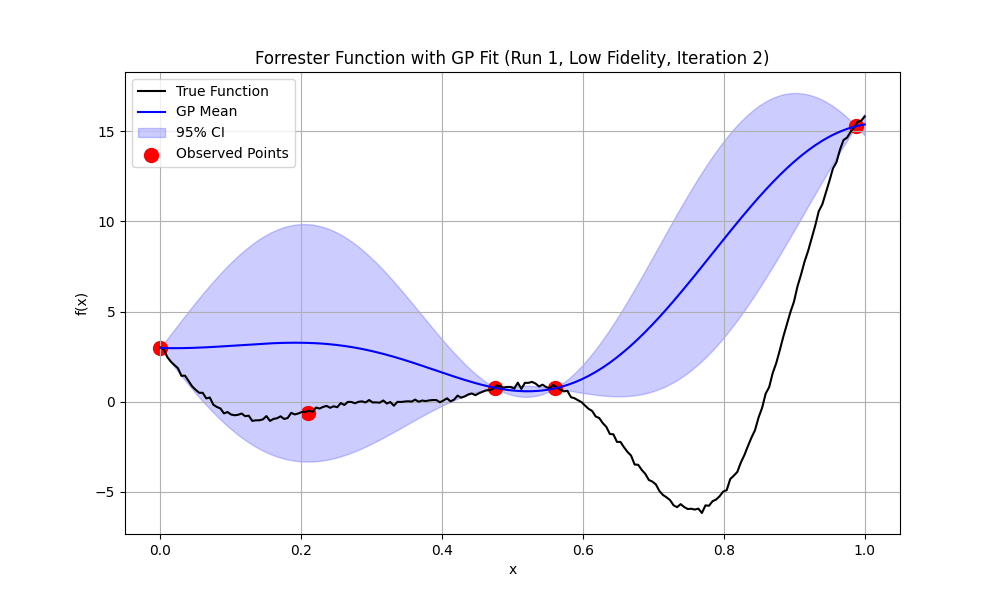 Forrester Function with GP Fit (Run 1, Low Fidelity, Iteration 2)
True Function
GP Mean
95% CI
Observed Points
f(x)
15
10
5
0
−5
0.0 0.2 0.4 0.6 0.8 1.0
x